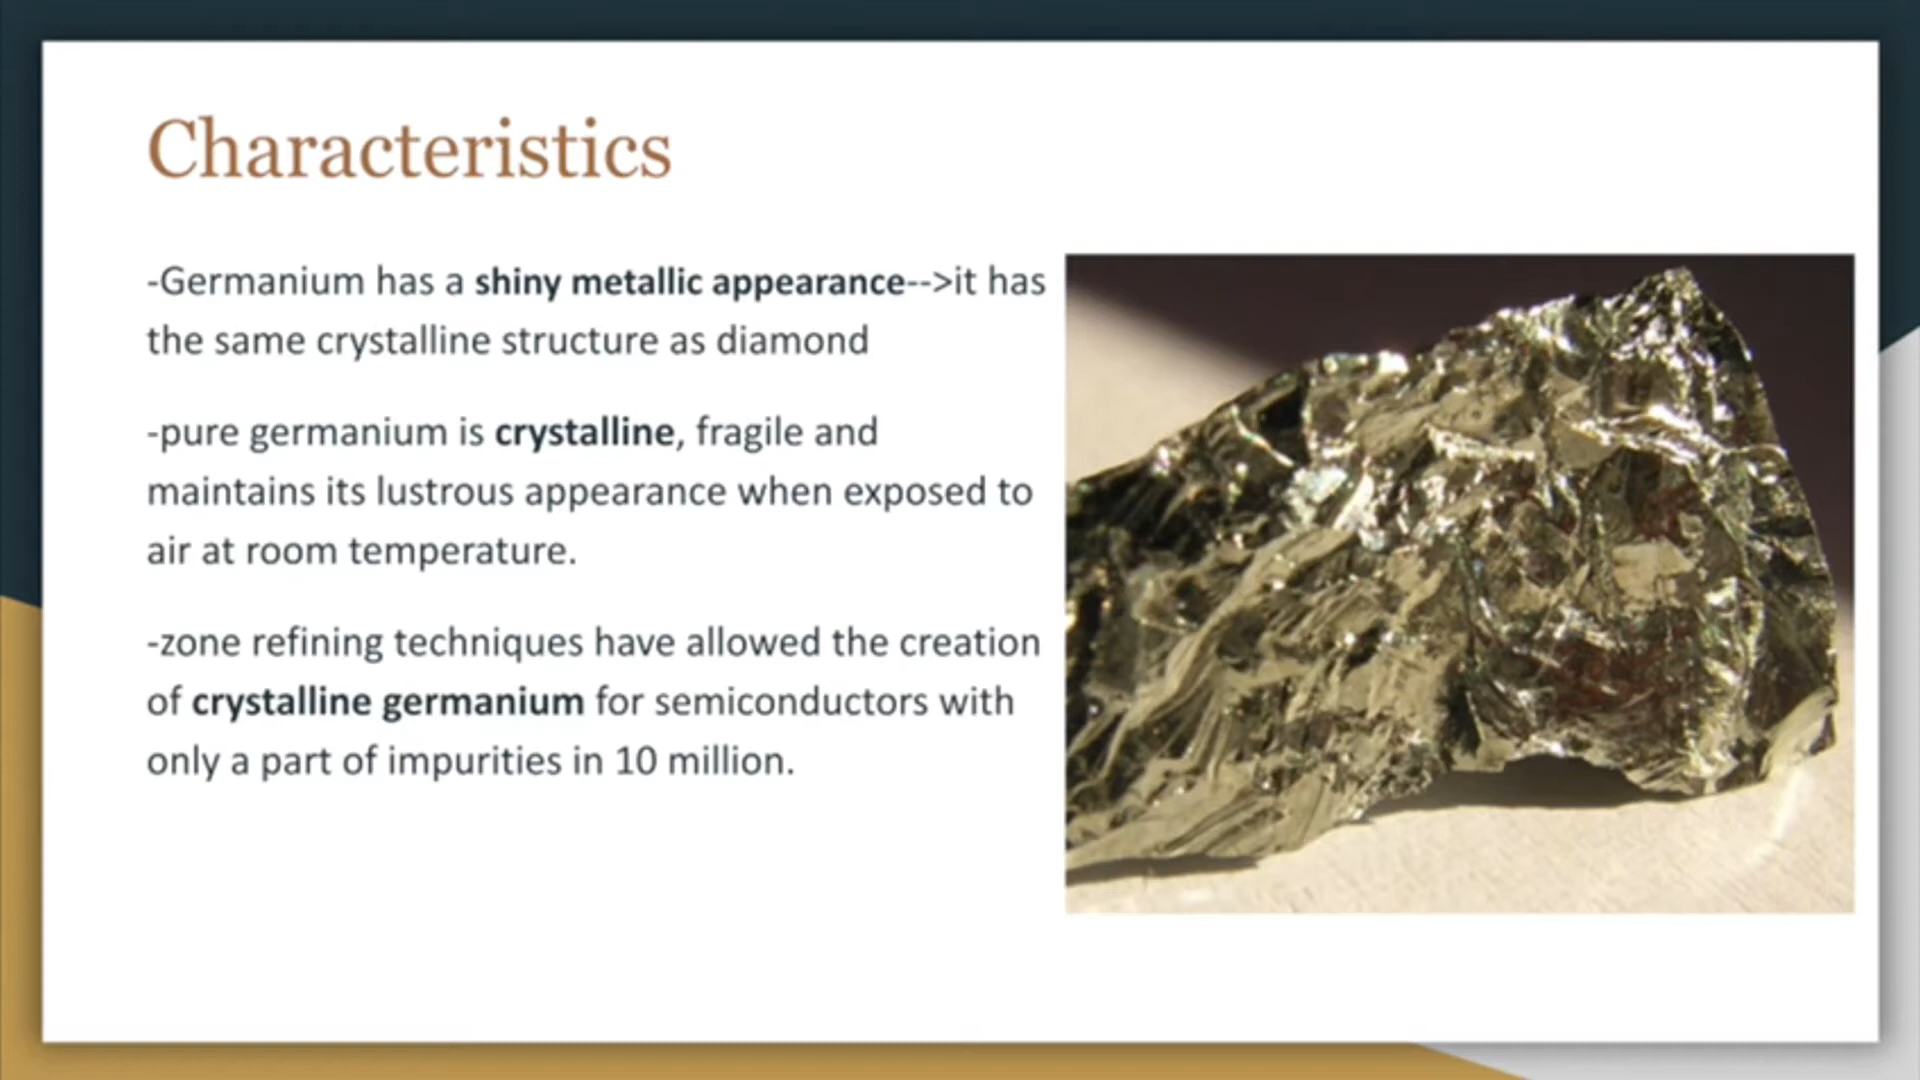 Characteristics
-Germanium has a shiny metallic appearance-->it has
the same crystalline structure as diamond
-pure germanium is crystalline, fragile and
maintains its lustrous appearance when exposed to
air at room temperature.
-zone refining techniques have allowed the creation
of crystalline germanium for semiconductors with
only a part of impurities in 10 million.